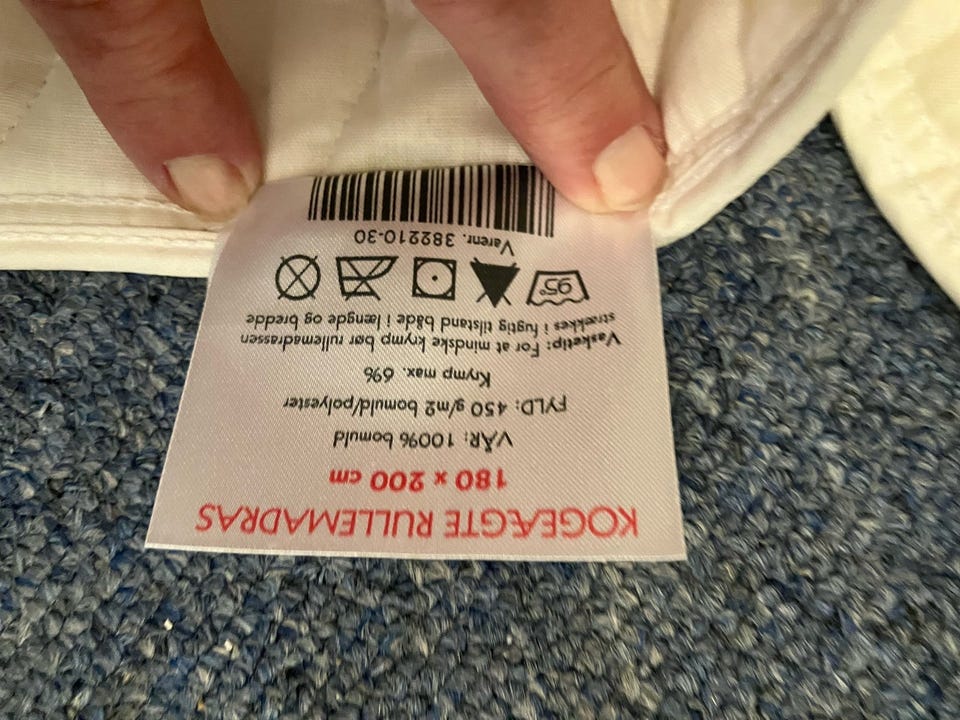 KOGEÆGTE RULLEMADRAS
180 x 200 cm
VÅR: 100% bomuld
FYLD: 450 g/m2 bomuld/polyester
Krymp max. 6%
Vasketip: For at mindske krymp bør rullemadrassen
strækkes i fugtig tilstand både i længde og bredde
95°
Varenr. 382210-30